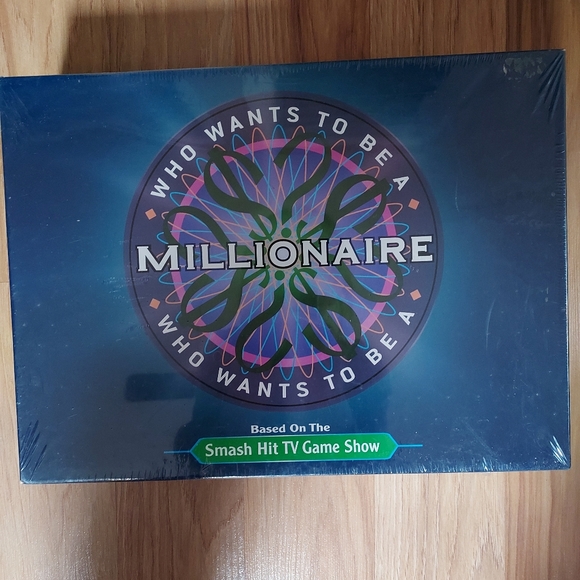 WHO WANTS TO BE A
MILLIONAIRE
WHO WANTS TO BE A
Based On The
Smash Hit TV Game Show